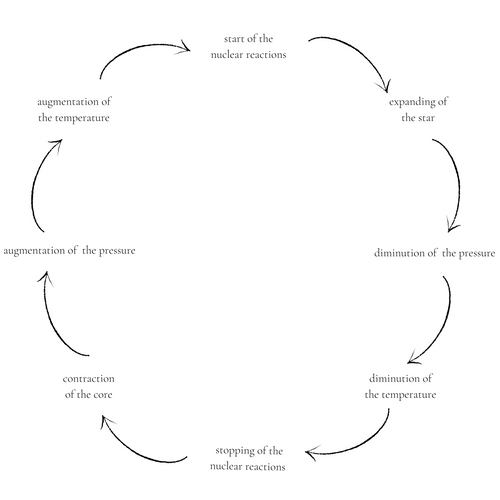 start of the
nuclear reactions
expanding of
the star
diminution of the pressure
diminution of
the temperature
stopping of the
nuclear reactions
contraction
of the core
augmentation of the pressure
augmentation of
the temperature